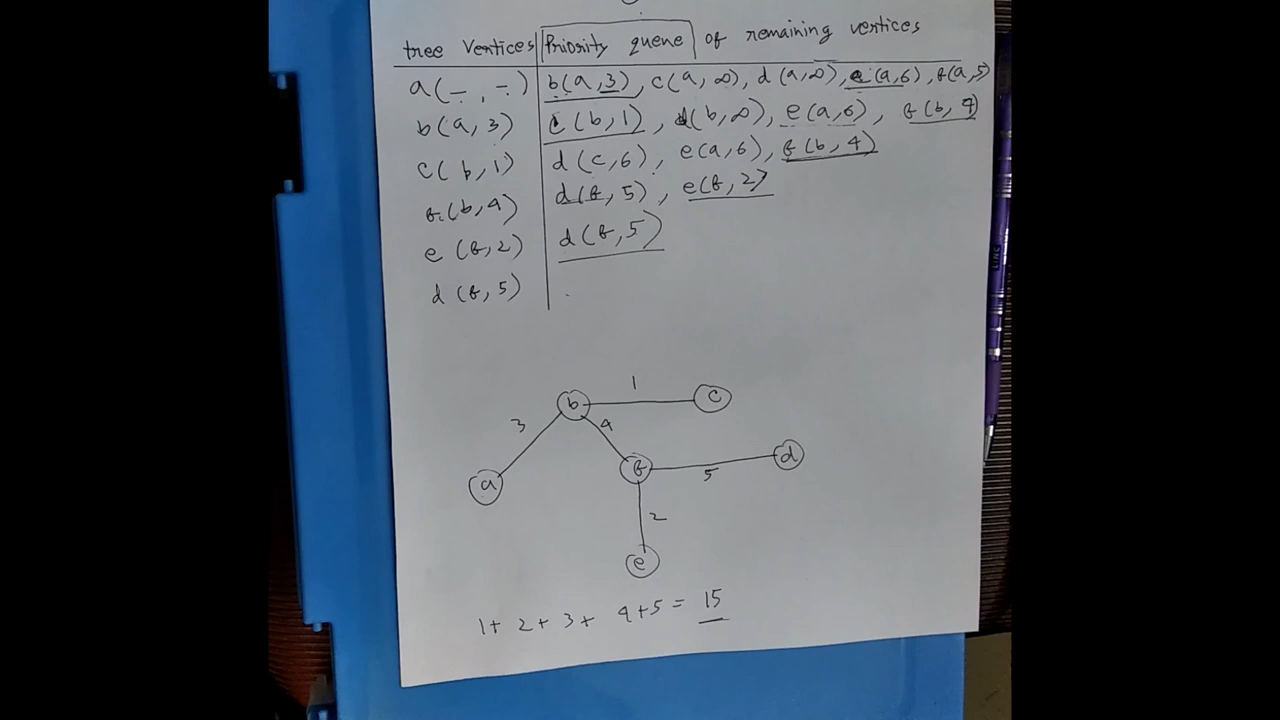 tree vertices Priority queue of remaining vertices
a(-, -) b(a,3), c(a,∞), d(a,∞), e(a,6), f(a,5)
b(a, 3) c(b,1), d(b,∞), e(a,6), f(b,4)
c(b,1) d(c,6), e(a,6), f(b,4)
f(b,4) d(f,5), e(f,2)
e(f,2) d(f,5)
d(f,5)
1
b c
3 4
f d
a 5
2
e
1+ 2+ 3+ 4+5= 15